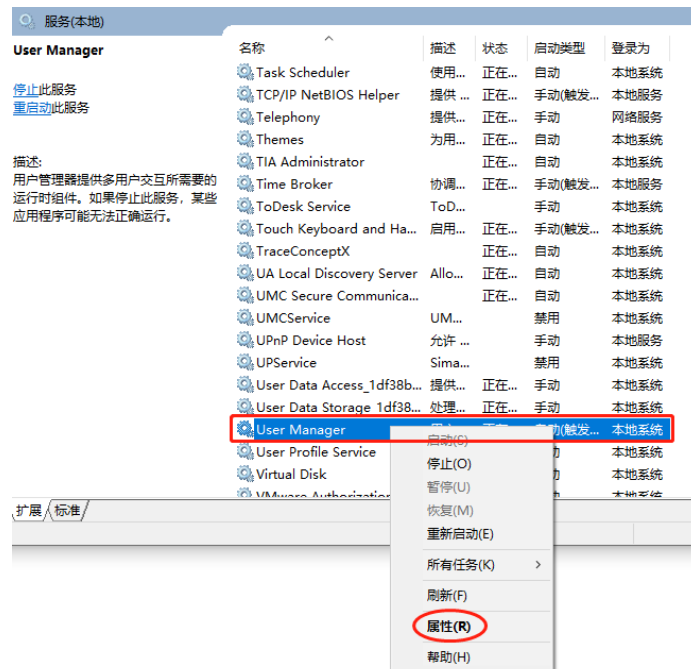 服务(本地)
User Manager
停止此服务
重启动此服务
描述:
用户管理器提供多用户交互所需要的
运行时组件。如果停止此服务，某些
应用程序可能无法正确运行。
名称 描述 状态 启动类型 登录为
Task Scheduler 使用... 正在... 自动 本地系统
TCP/IP NetBIOS Helper 提供 ... 正在... 手动(触发... 本地服务
Telephony 提供... 正在... 手动 网络服务
Themes 为用... 正在... 自动 本地系统
TIA Administrator 正在... 自动 本地系统
Time Broker 协调... 正在... 手动(触发... 本地服务
ToDesk Service ToD... 手动 本地系统
Touch Keyboard and Ha... 启用... 正在... 手动(触发... 本地系统
TraceConceptX 正在... 自动 本地系统
UA Local Discovery Server Allo... 正在... 自动 本地系统
UMC Secure Communica... 正在... 自动 本地系统
UMCService UM... 禁用 本地系统
UPnP Device Host 允许 ... 手动 本地服务
UPService Sima... 禁用 本地系统
User Data Access_1df38b... 提供... 正在... 手动 本地系统
User Data Storage_1df38... 处理... 正在... 手动 本地系统
User Manager 动(触发... 本地系统
User Profile Service 本地系统
Virtual Disk 本地系统
VMware Authorization 本地系统
扩展 标准
启动(S)
停止(O)
暂停(U)
恢复(M)
重新启动(E)
所有任务(K)
刷新(F)
属性(R)
帮助(H)